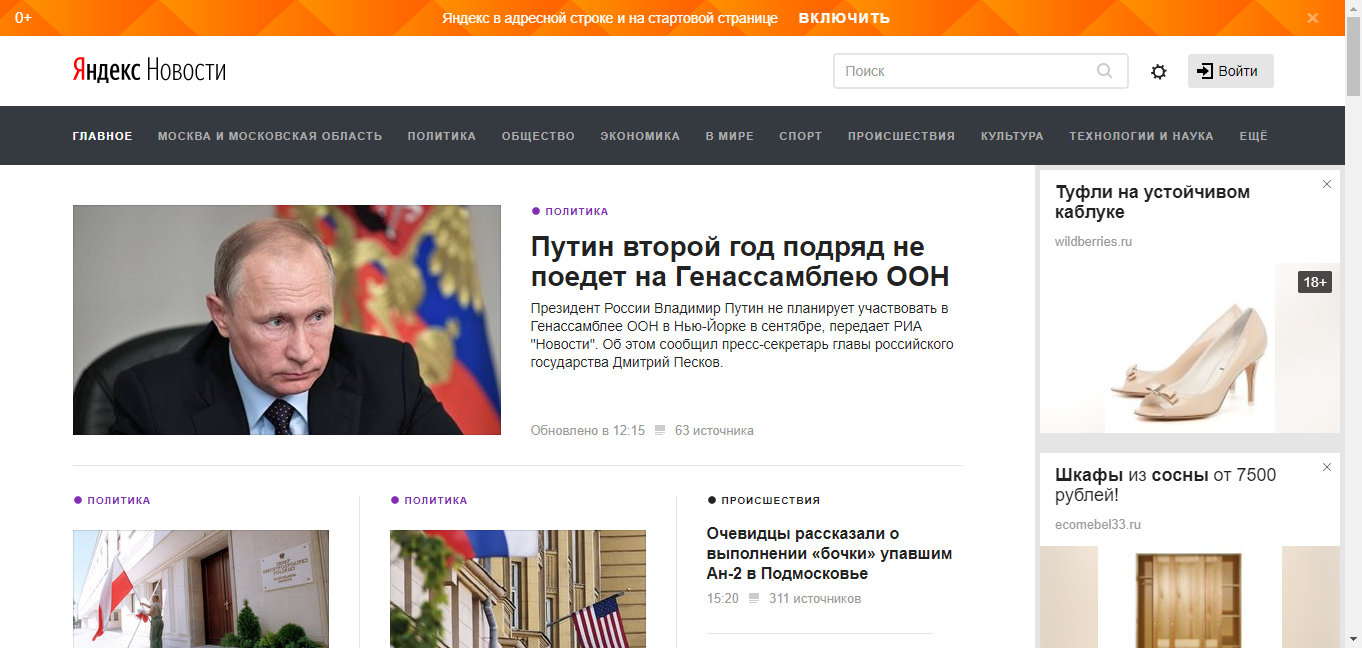 0+
Яндекс в адресной строке и на стартовой странице ВКЛЮЧИТЬ
Яндекс Новости
Поиск
Войти
ГЛАВНОЕ МОСКВА И МОСКОВСКАЯ ОБЛАСТЬ ПОЛИТИКА ОБЩЕСТВО ЭКОНОМИКА В МИРЕ СПОРТ ПРОИСШЕСТВИЯ КУЛЬТУРА ТЕХНОЛОГИИ И НАУКА ЕЩЁ
ПОЛИТИКА
Путин второй год подряд не
поедет на Генассамблею ООН
Президент России Владимир Путин не планирует участвовать в
Генассамблее ООН в Нью-Йорке в сентябре, передает РИА
"Новости". Об этом сообщил пресс-секретарь главы российского
государства Дмитрий Песков.
Обновлено в 12:15 63 источника
ПОЛИТИКА
ПОЛИТИКА
ПРОИСШЕСТВИЯ
Очевидцы рассказали о
выполнении «бочки» упавшим
Ан-2 в Подмосковье
15:20 311 источников
Туфли на устойчивом
каблуке
wildberries.ru
18+
Шкафы из сосны от 7500
рублей!
ecomebel33.ru